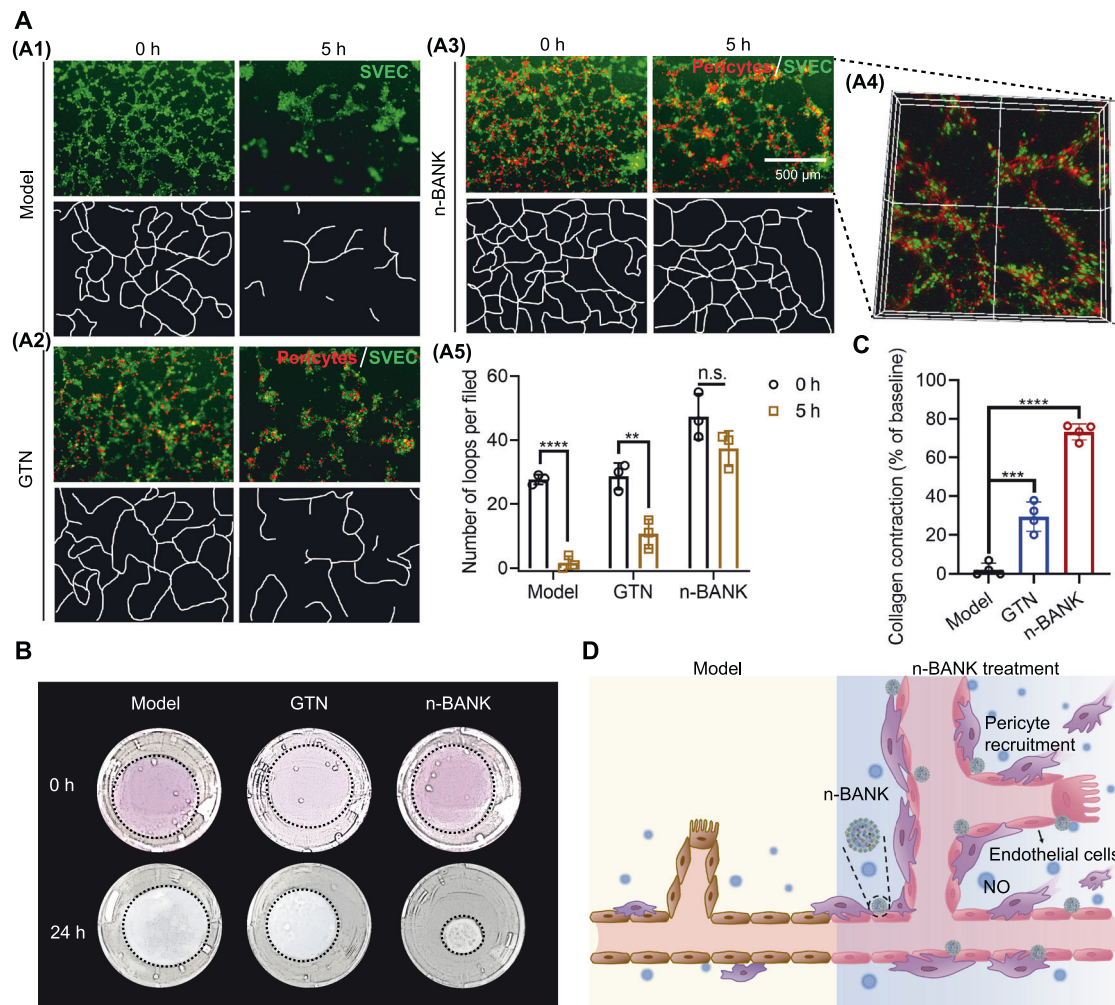 A
(A1)
0 h
5 h
Model
SVEC
(A2)
GTN
Pericytes/SVEC
(A3)
0 h
5 h
n-BANK
Pericytes/SVEC
500 µm
(A4)
(A5)
Number of loops per filed
60
40
20
0
****
**
n.s.
0 h
5 h
Model
GTN
n-BANK
C
Collagen contraction (% of baseline)
100
80
60
40
20
0
****
***
Model
GTN
n-BANK
B
Model
GTN
n-BANK
0 h
24 h
D
Model
n-BANK treatment
Pericyte
recruitment
n-BANK
Endothelial cells
NO